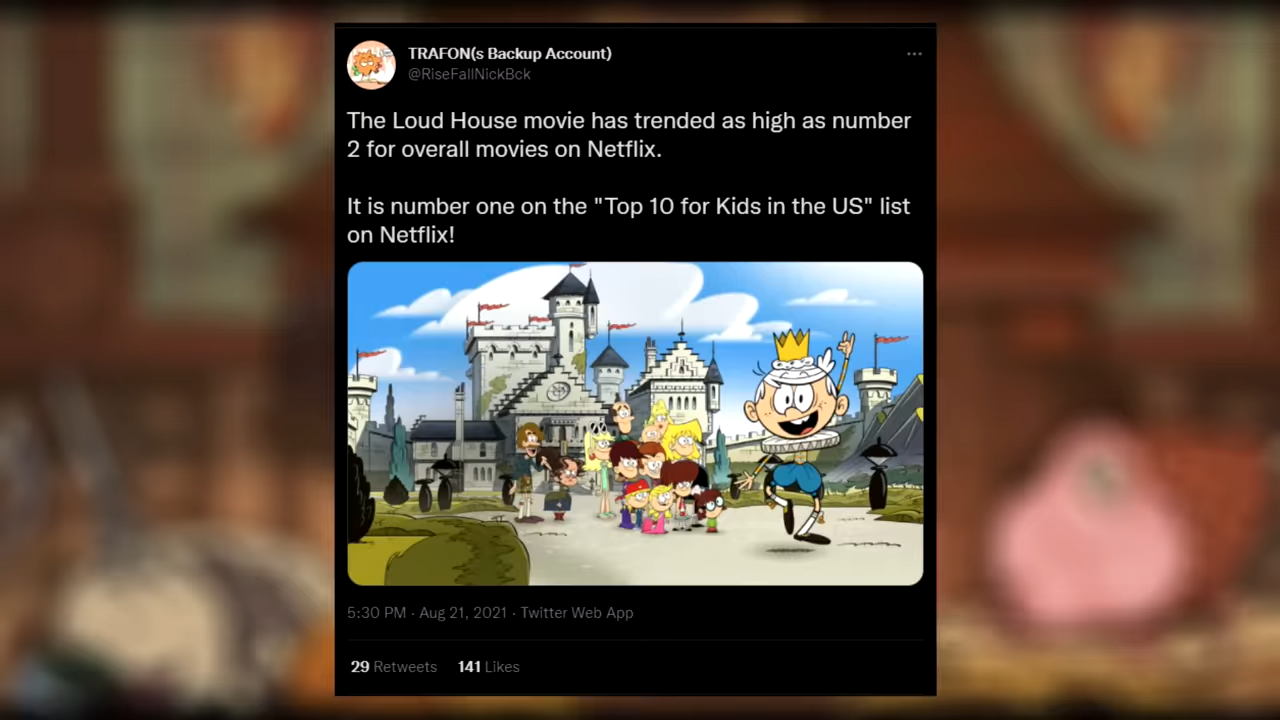 TRAFON(s Backup Account)
@RiseFallNickBck
The Loud House movie has trended as high as number
2 for overall movies on Netflix.
It is number one on the "Top 10 for Kids in the US" list
on Netflix!
5:30 PM · Aug 21, 2021 · Twitter Web App
29 Retweets 141 Likes